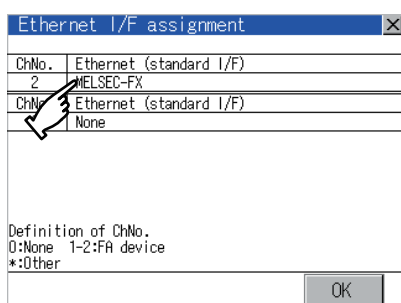 Ethernet I/F assignment
ChNo. Ethernet (standard I/F)
2 MELSEC-FX
ChNo. Ethernet (standard I/F)
None
Definition of ChNo.
0:None 1-2:FA device
*:Other
OK